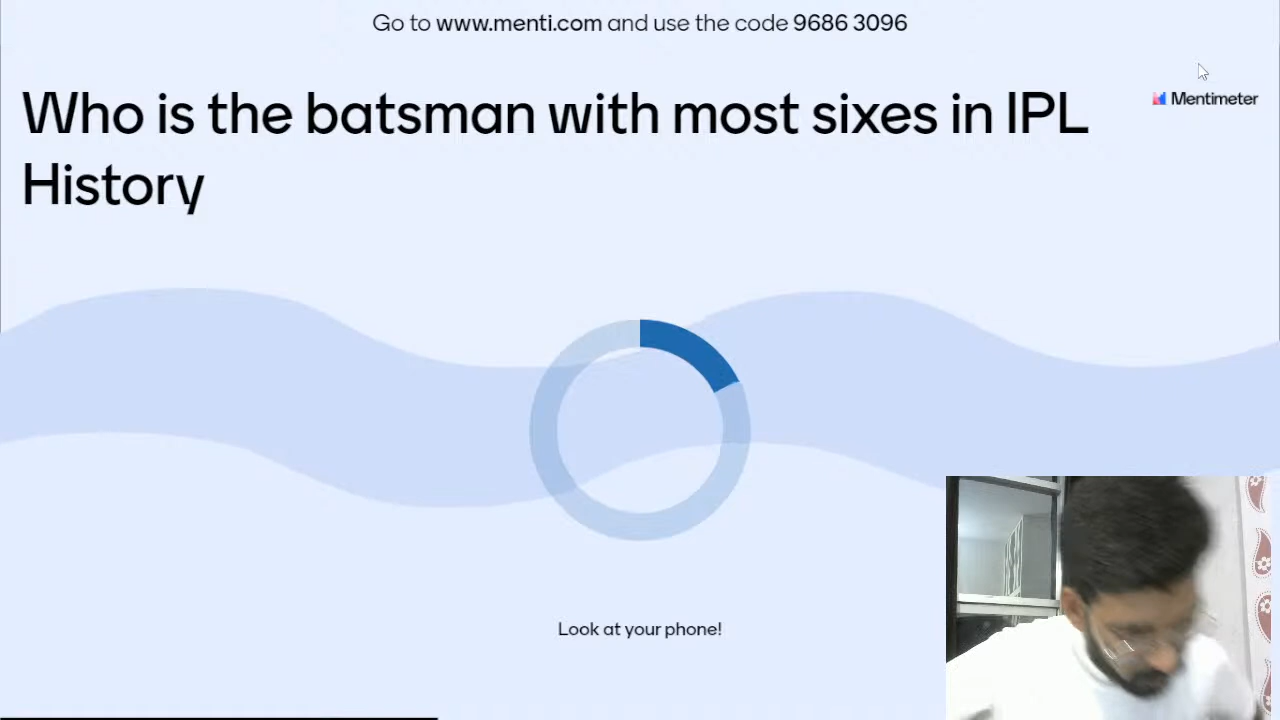 Go to www.menti.com and use the code 9686 3096
Mentimeter
Who is the batsman with most sixes in IPL
History
Look at your phone!